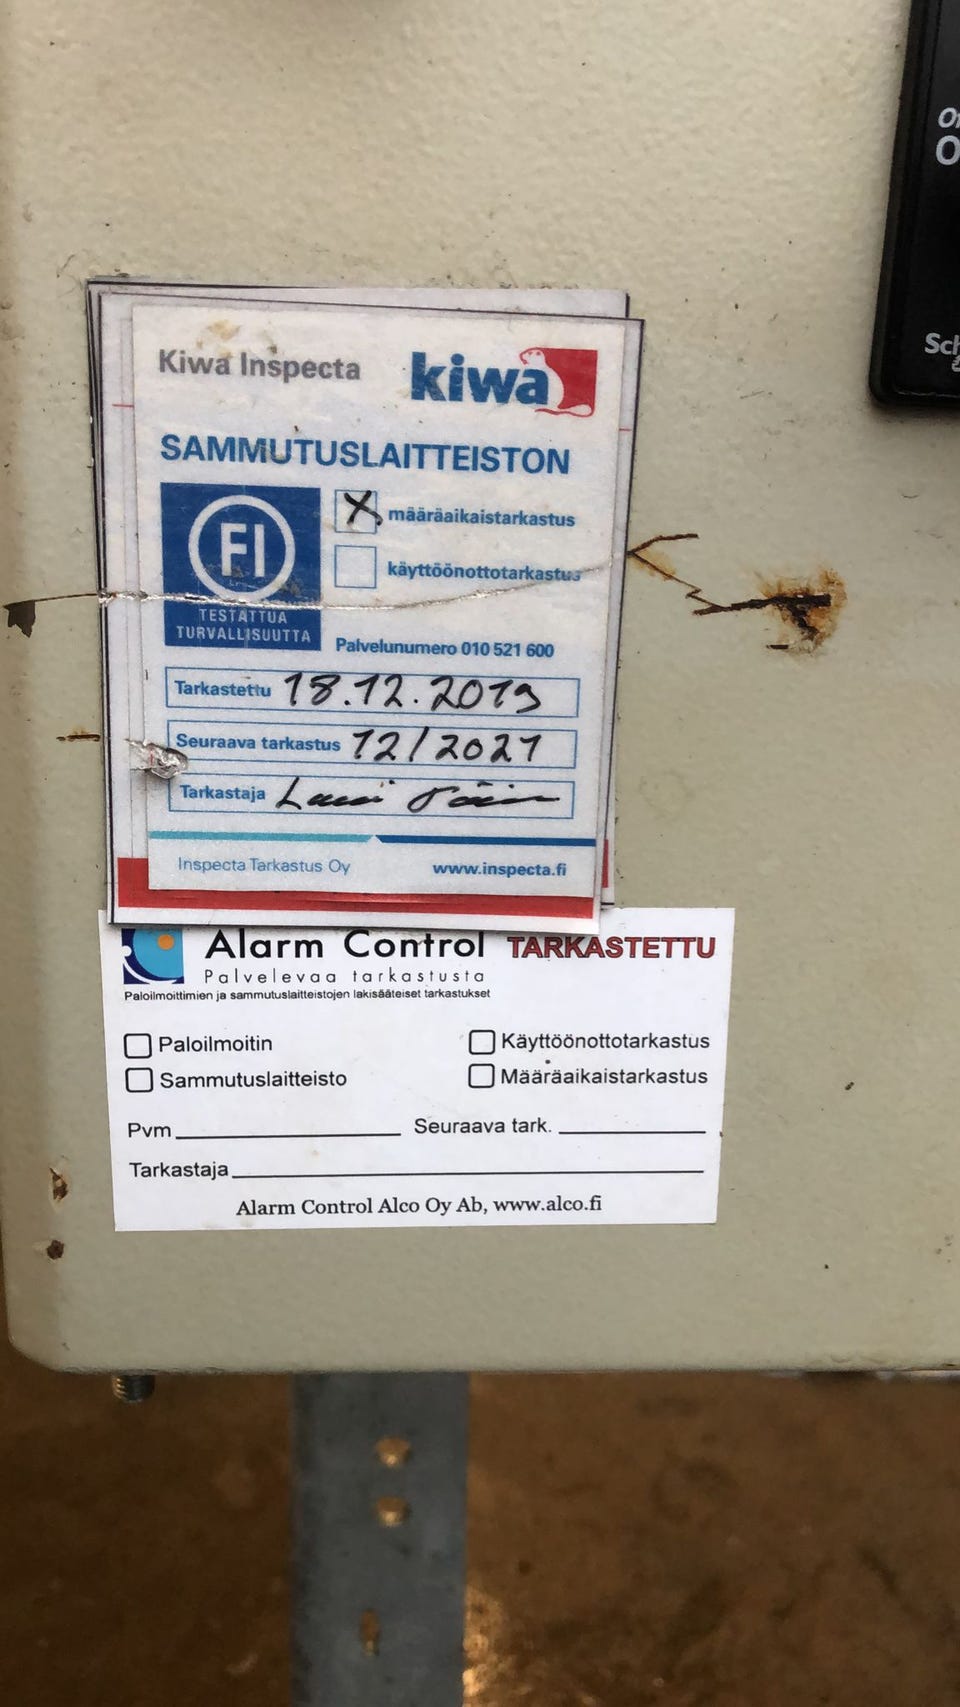 Kiwa Inspecta kiwa
SAMMUTUSLAITTEISTON
X määräaikaistarkastus
käyttöönottotarkastus
FI
TESTATTUA
TURVALLISUUTTA
Palvelunumero 010 521 600
Tarkastettu 18.12.2019
Seuraava tarkastus 12/2021
Tarkastaja
Inspecta Tarkastus Oy www.inspecta.fi
Alarm Control TARKASTETTU
Palvelevaa tarkastusta
Paloilmoittimien ja sammutuslaitteistojen lakisääteiset tarkastukset
Paloilmoitin Käyttöönottotarkastus
Sammutuslaitteisto Määräaikaistarkastus
Pvm Seuraava tark.
Tarkastaja
Alarm Control Alco Oy Ab, www.alco.fi